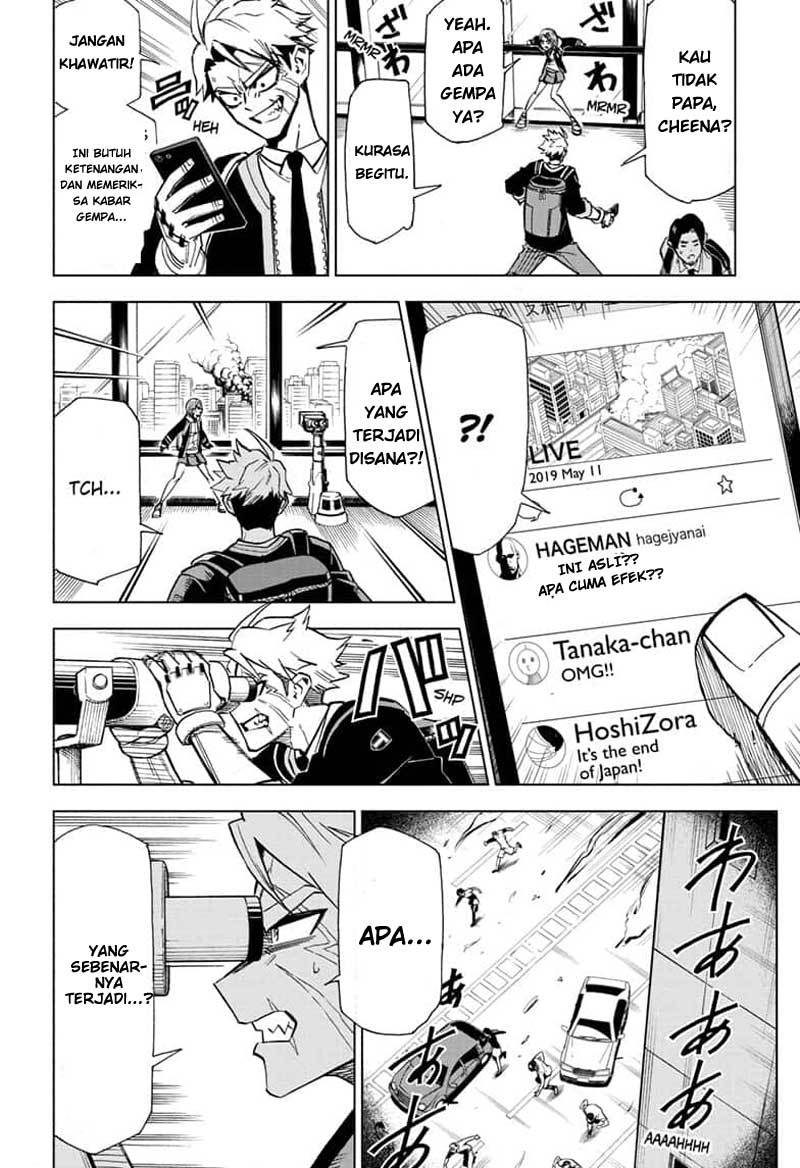 KAU
TIDAK
PAPA,
CHEENA?
ざわ
MRMR
ざ
MRMR
YEAH.
APA
ADA
GEMPA
YA?
KURASA
BEGITU.
JANGAN
KHAWATIR!
HEH
INI BUTUH
KETENANGAN
DAN MEMERIK-
SA KABAR
GEMPA...
?!
LIVE
2019 May 11
HAGEMAN hagejyanai
INI ASLI??
APA CUMA EFEK??
Tanaka-chan
OMG!!
HoshiZora
It's the end
of Japan!
APA
YANG
TERJADI
DISANA?!
TCH...
バッ
SHP
わあああ
AAAAHHHH
わああ
APA...
YANG
SEBENAR-
NYA
TERJADI...?